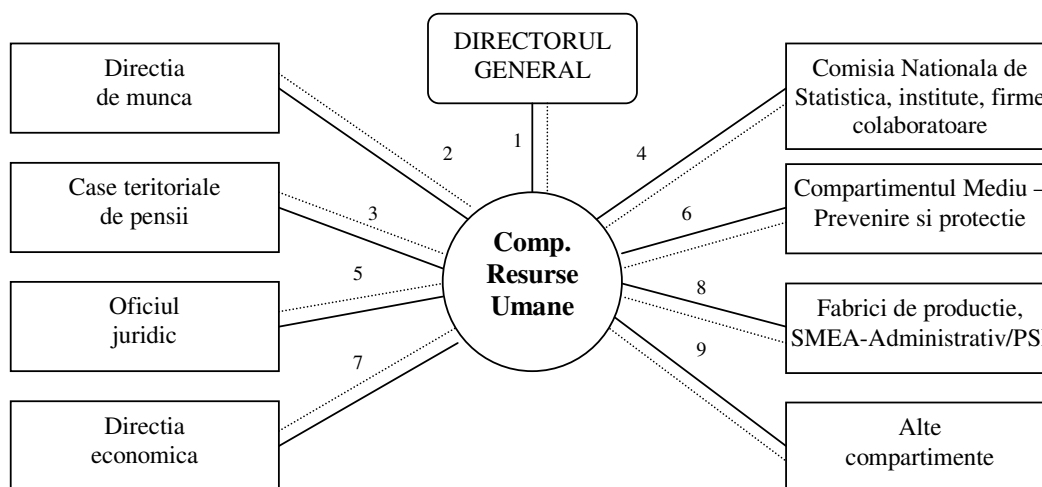 DIRECTORUL
GENERAL
Directia
de munca
Comisia Nationala de
Statistica, institute, firme
colaboratoare
1
2
4
Case teritoriale
de pensii
Compartimentul Mediu –
Prevenire si protectie
3
6
Comp.
Resurse
Umane
Oficiul
juridic
5
8
Fabrici de productie,
SMEA-Administrativ/PS
7
9
Directia
economica
Alte
compartimente